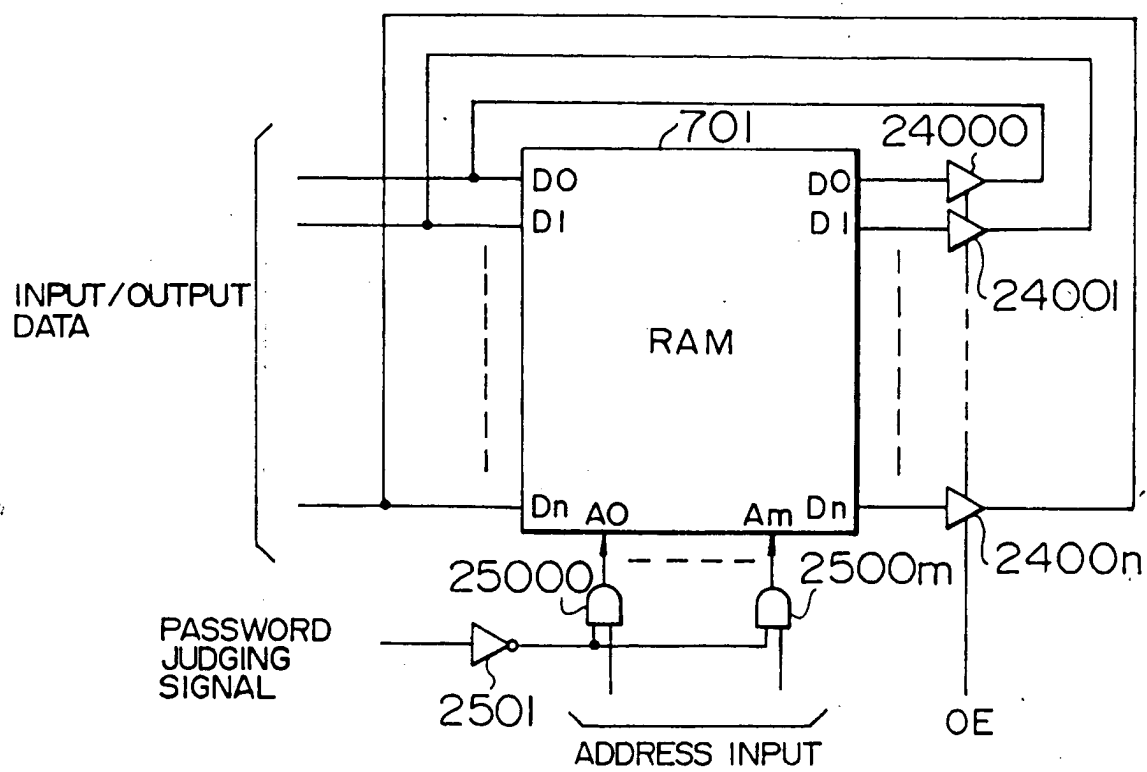 701
24000
D0
D0
D1
D1
24001
INPUT/OUTPUT
DATA
RAM
Dn
A0
Am
Dn
25000
2500m
2400n
PASSWORD
JUDGING
SIGNAL
2501
OE
ADDRESS INPUT